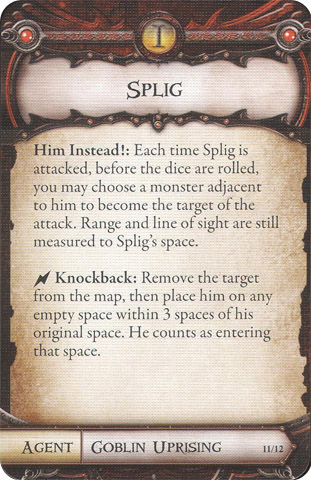 I
Splig
Him Instead!: Each time Splig is
attacked, before the dice are rolled,
you may choose a monster adjacent
to him to become the target of the
attack. Range and line of sight are still
measured to Splig's space.
Knockback: Remove the target
from the map, then place him on any
empty space within 3 spaces of his
original space. He counts as entering
that space.
Agent Goblin Uprising 11/12